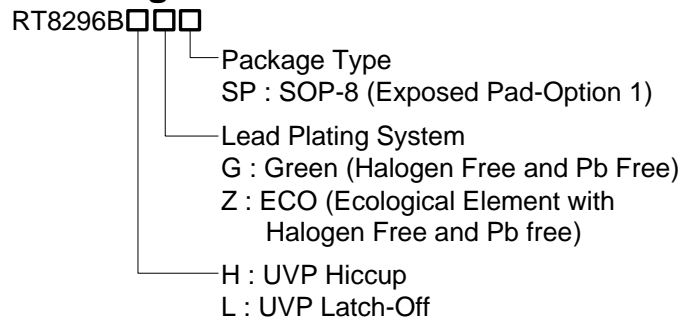 RT8296B□□□
Package Type
SP : SOP-8 (Exposed Pad-Option 1)
Lead Plating System
G : Green (Halogen Free and Pb Free)
Z : ECO (Ecological Element with
Halogen Free and Pb free)
H : UVP Hiccup
L : UVP Latch-Off